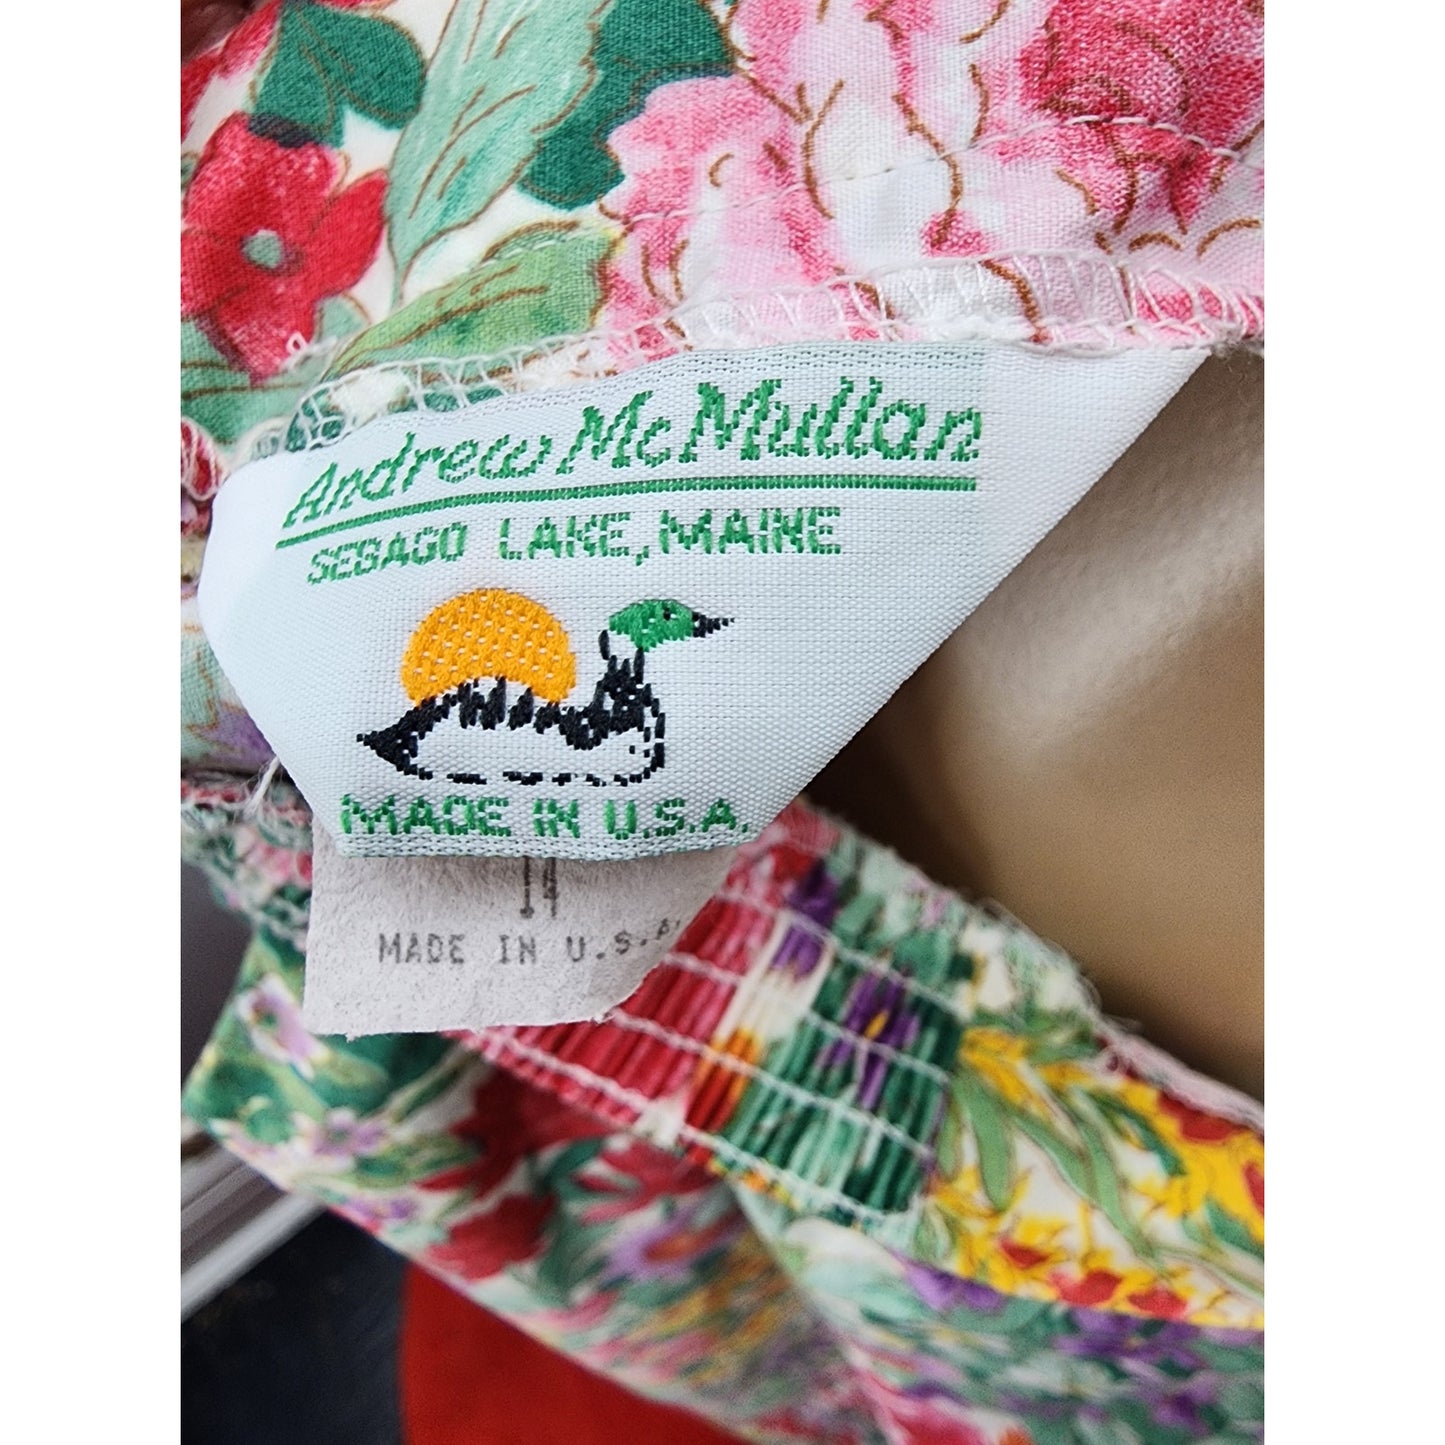 Andrew McMullan
SEBAGO LAKE, MAINE
MADE IN U.S.A.
14
MADE IN U.S.A.